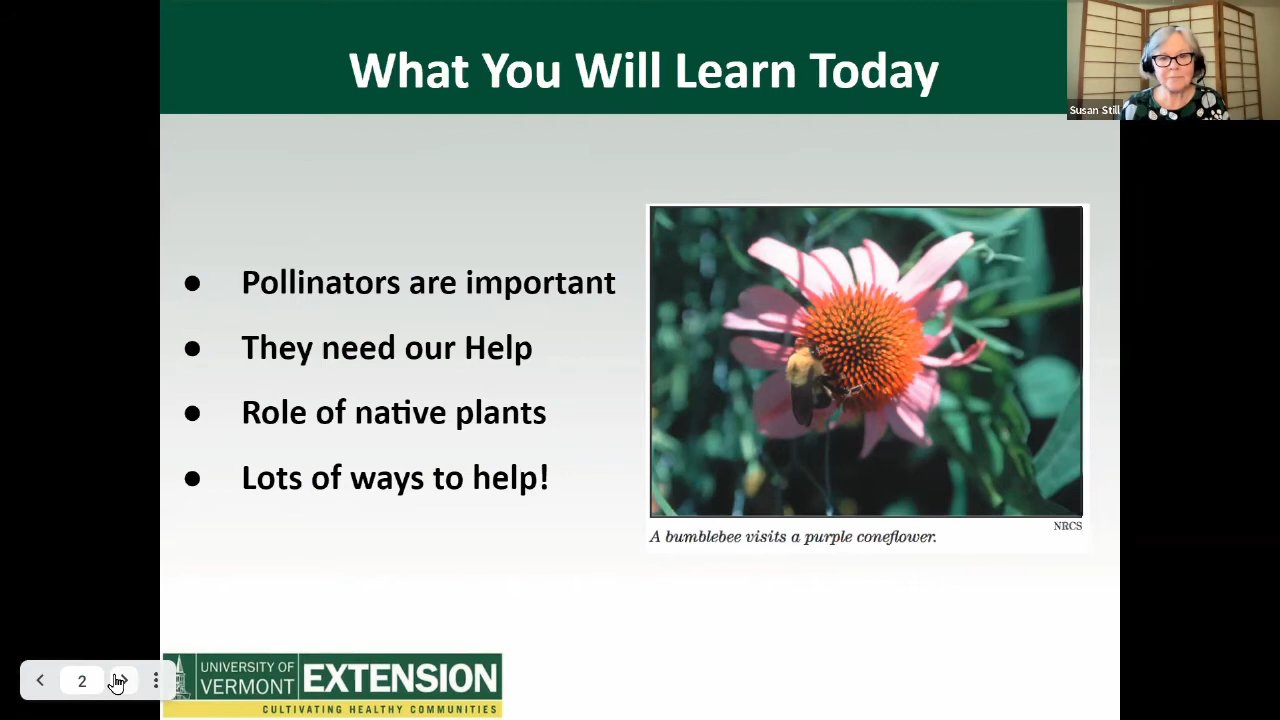 What You Will Learn Today
Susan Still
● Pollinators are important
● They need our Help
● Role of native plants
● Lots of ways to help!
NRCS
A bumblebee visits a purple coneflower.
2
UNIVERSITY OF
VERMONT
EXTENSION
CULTIVATING HEALTHY COMMUNITIES